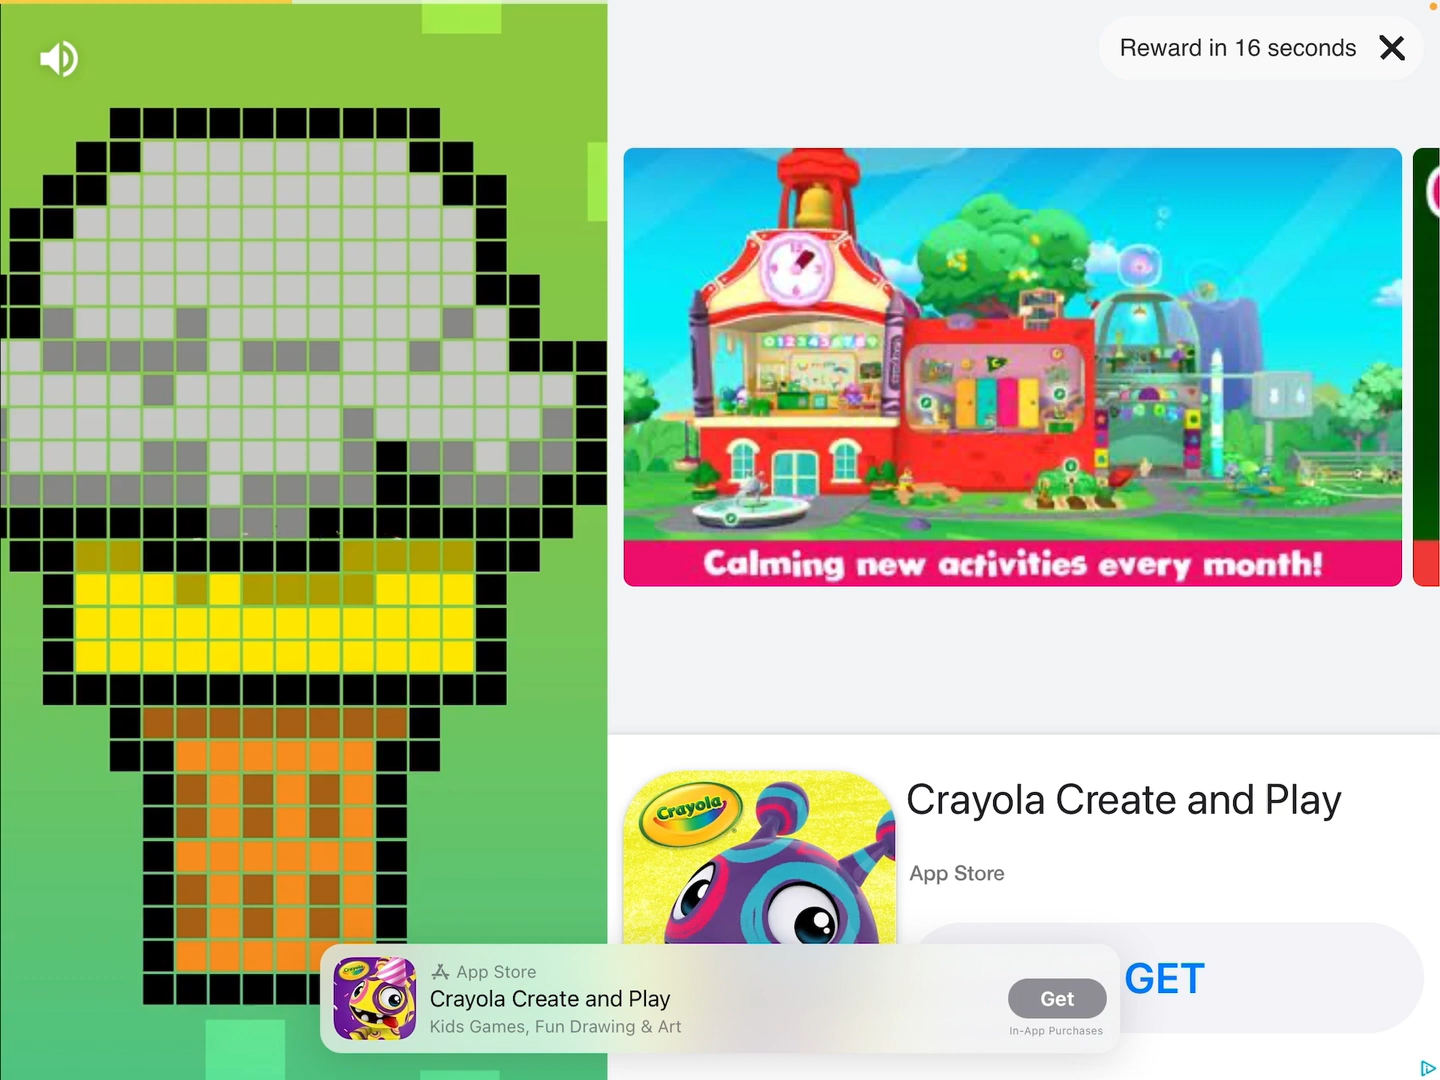 Reward in 16 seconds
0123456789
Calming new activities every month!
Crayola
Crayola Create and Play
App Store
GET
App Store
Crayola Create and Play
Kids Games, Fun Drawing & Art
Get
In-App Purchases